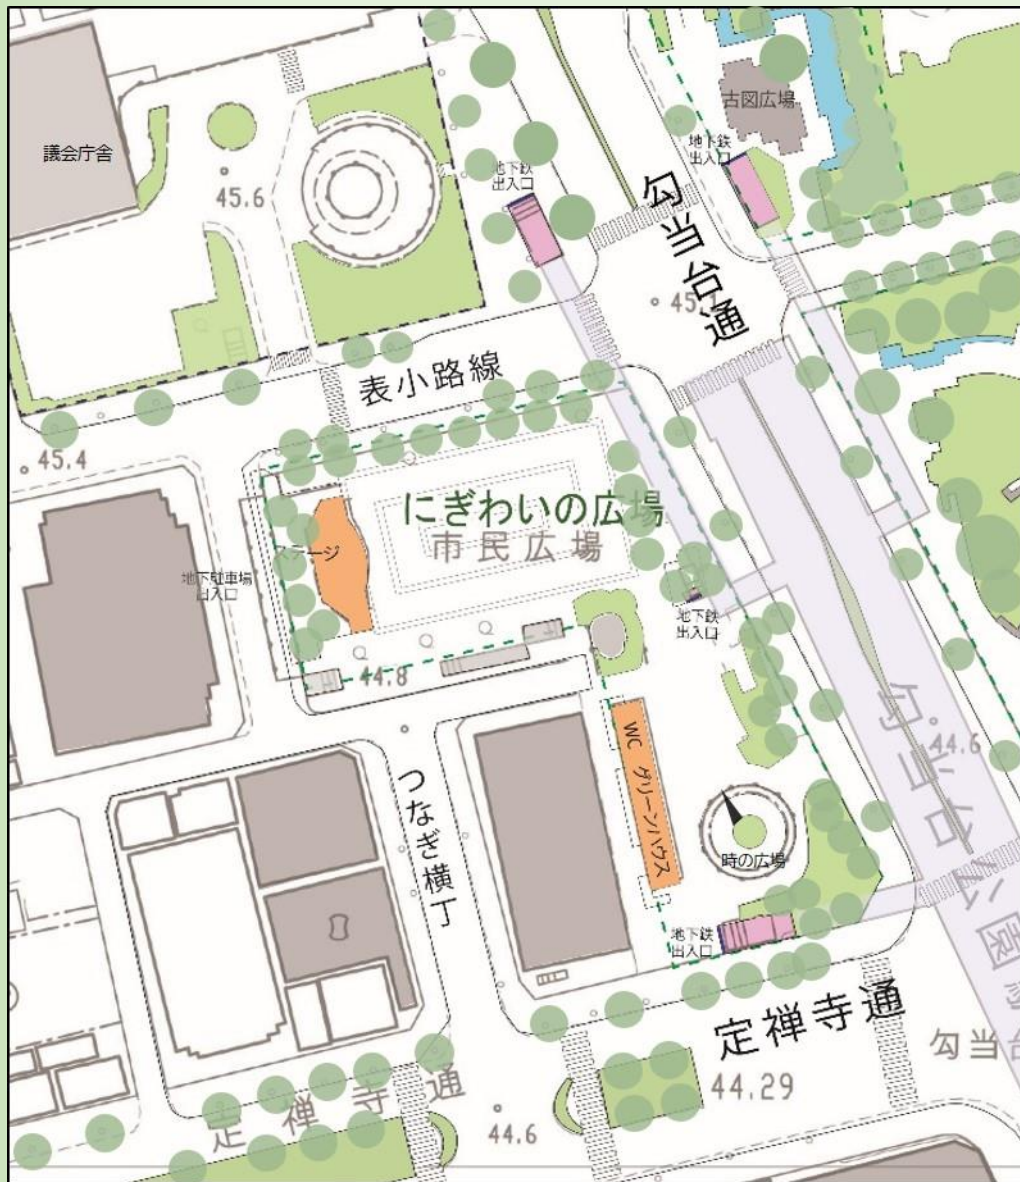 古図広場
地下鉄
出入口
議会庁舎
地下鉄
出入口
45.6
勾当台通
45.1
表小路線
45.4
にぎわいの広場
市民広場
ステージ
地下駐車場
出入口
地下鉄
出入口
44.8
勾当台公園
44.6
つなぎ横丁
WC グリーンハウス
時の広場
地下鉄
出入口
定禅寺通
勾当台
44.29
定禅寺通
44.6